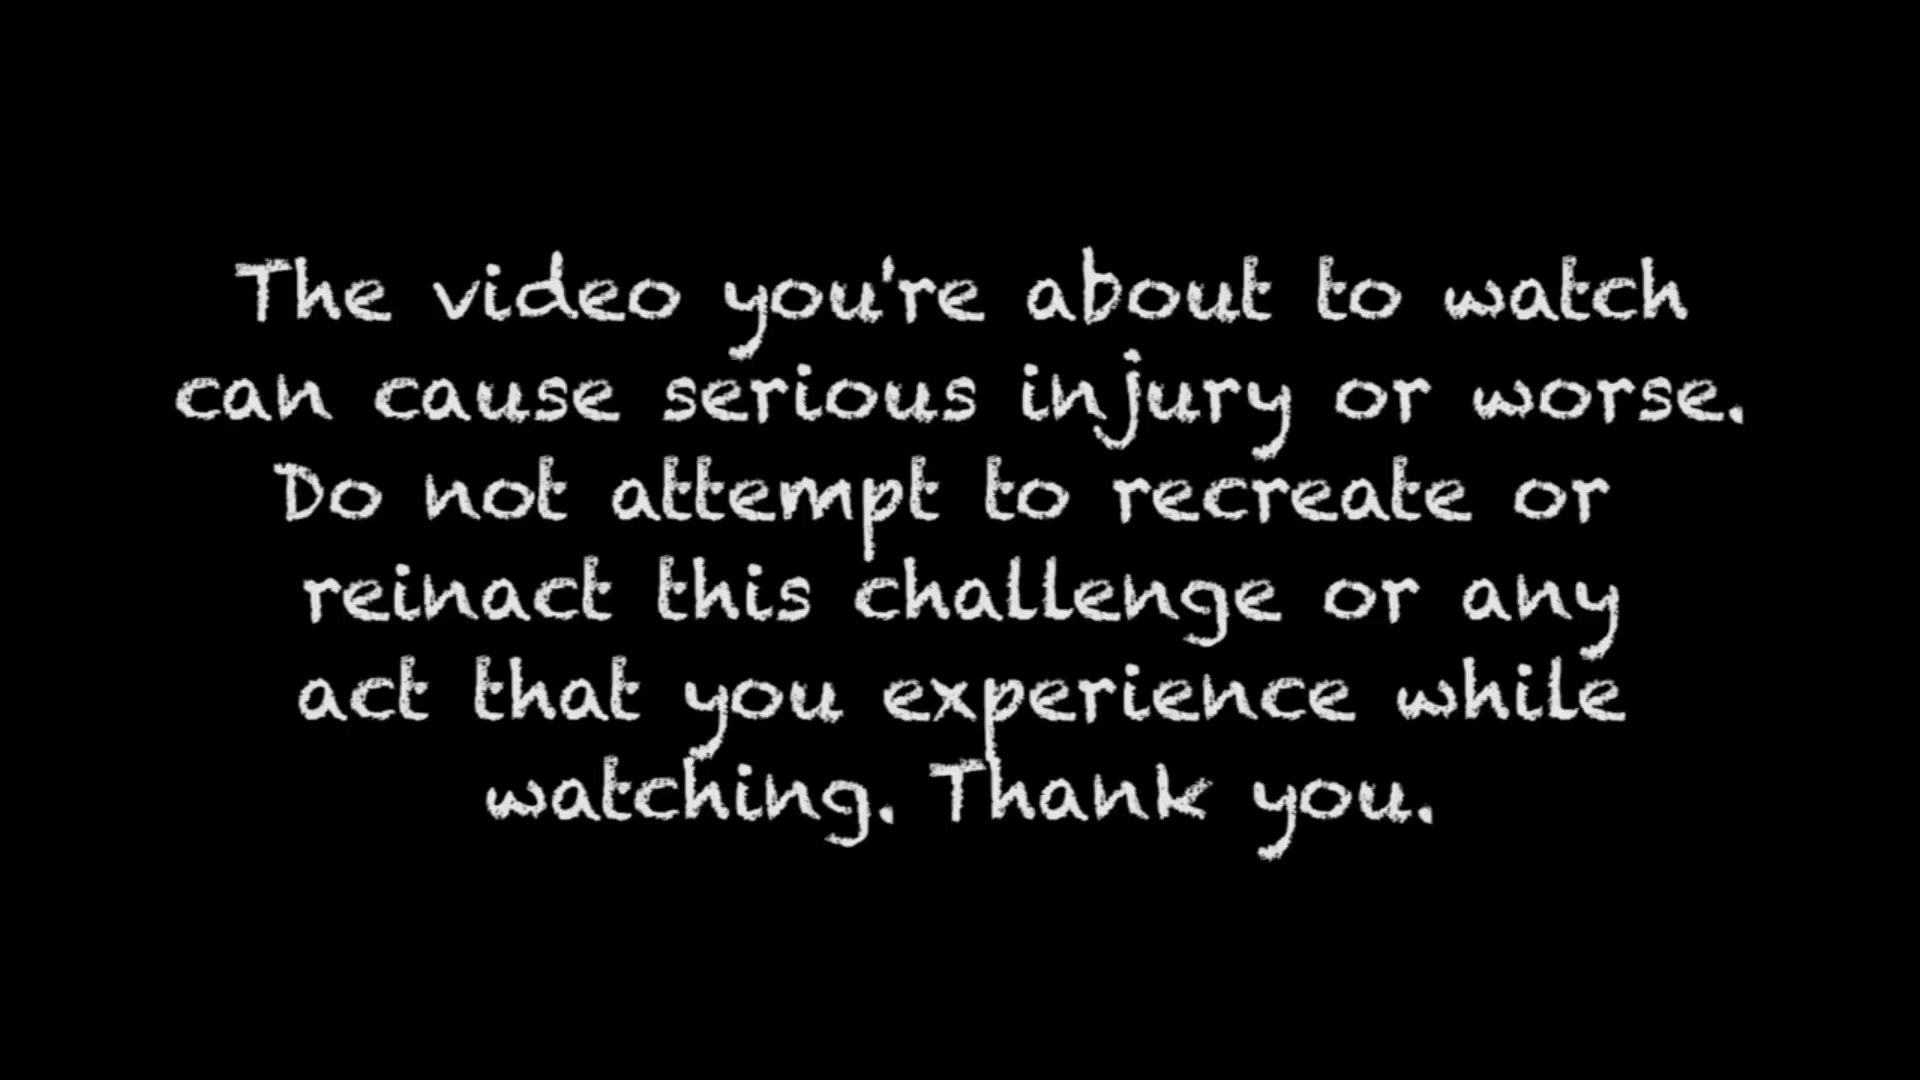 The video you're about to watch
can cause serious injury or worse.
Do not attempt to recreate or
reinact this challenge or any
act that you experience while
watching. Thank you.